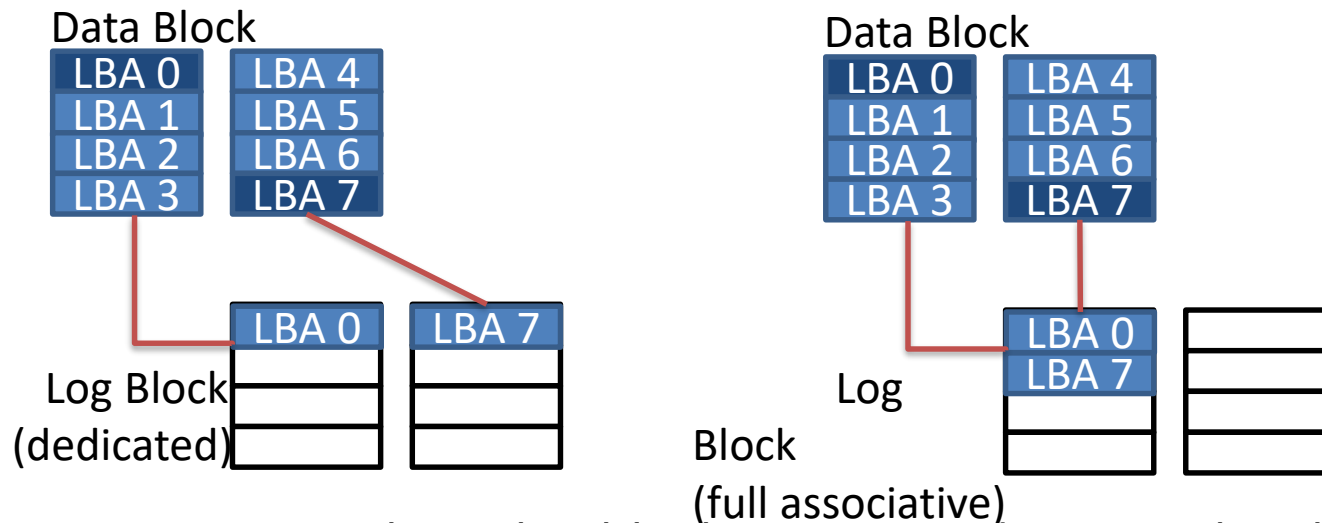 Data Block
LBA 0
LBA 1
LBA 2
LBA 3
LBA 4
LBA 5
LBA 6
LBA 7
LBA 0
LBA 7
Log Block
(dedicated)
Data Block
LBA 0
LBA 1
LBA 2
LBA 3
LBA 4
LBA 5
LBA 6
LBA 7
LBA 0
LBA 7
Log
Block
(full associative)